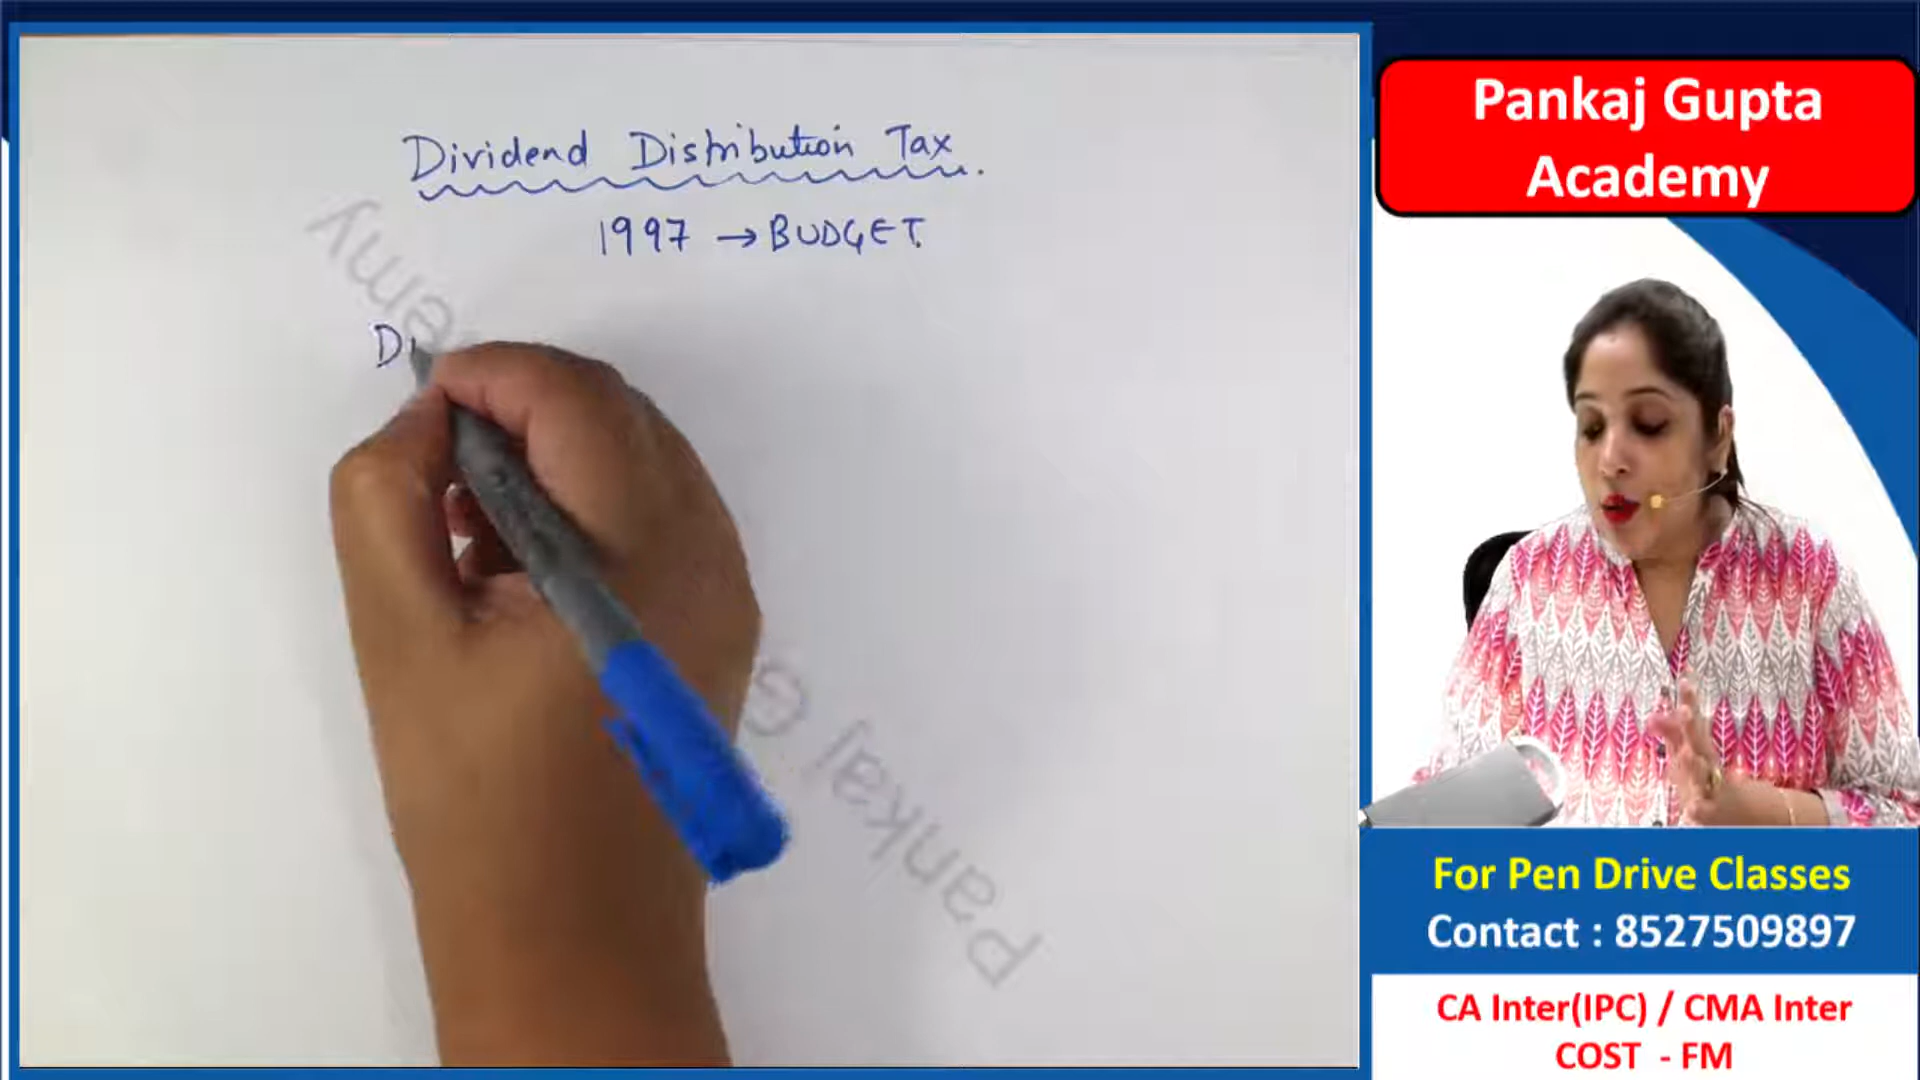 Dividend Distribution Tax.
1997 → BUDGET.
Pankaj Gupta
Academy
For Pen Drive Classes
Contact : 8527509897
CA Inter(IPC) / CMA Inter
COST - FM